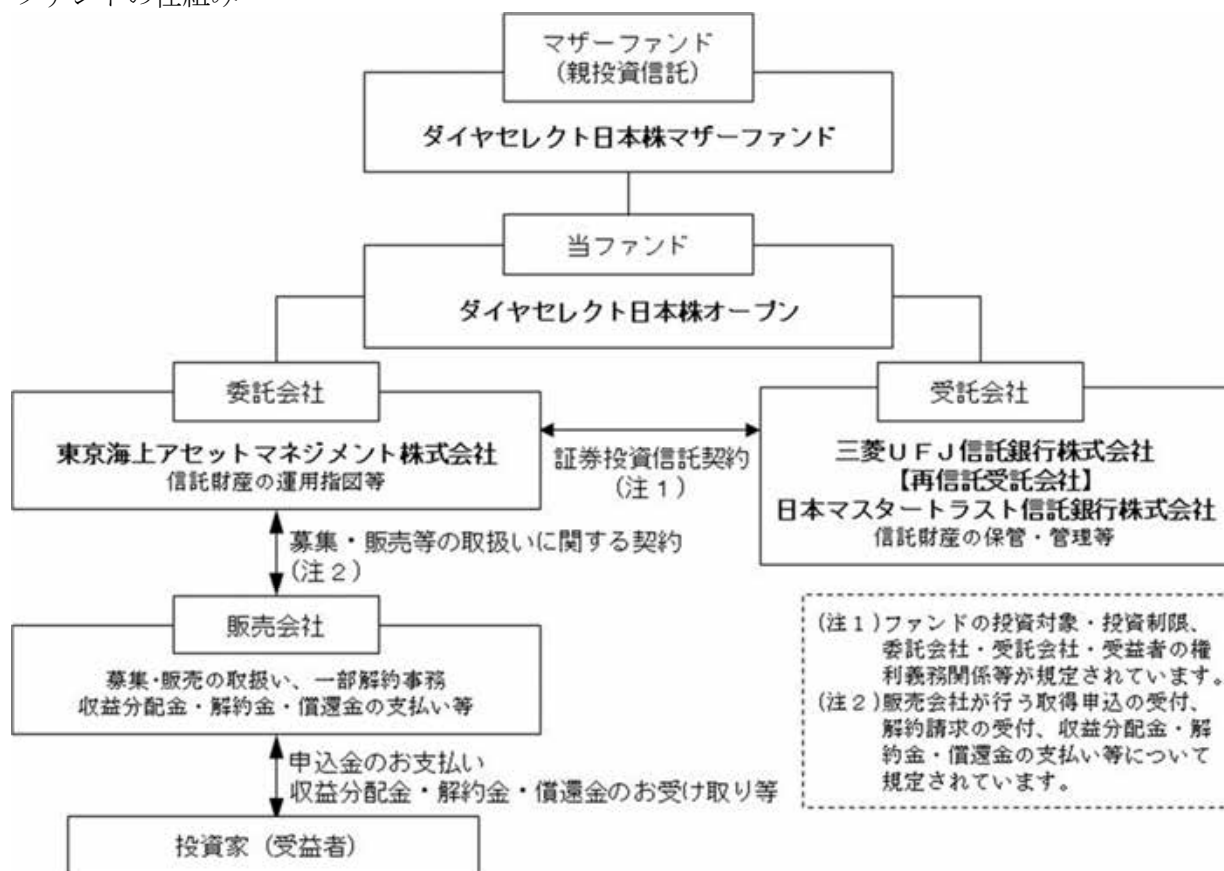 ファンドの仕組み
マザーファンド
(親投資信託)
ダイヤセレクト日本株マザーファンド
当ファンド
ダイヤセレクト日本株オープン
委託会社
東京海上アセットマネジメント株式会社
信託財産の運用指図等
証券投資信託契約
(注１)
受託会社
三菱ＵＦＪ信託銀行株式会社
【再信託受託会社】
日本マスタートラスト信託銀行株式会社
信託財産の保管・管理等
募集・販売等の取扱いに関する契約
(注２)
販売会社
募集・販売の取扱い、一部解約事務
収益分配金・解約金・償還金の支払い等
(注１)ファンドの投資対象・投資制限、
委託会社・受託会社・受益者の権
利義務関係等が規定されています。
(注２)販売会社が行う取得申込の受付、
解約請求の受付、収益分配金・解
約金・償還金の支払い等について
規定されています。
申込金のお支払い
収益分配金・解約金・償還金のお受け取り等
投資家（受益者）